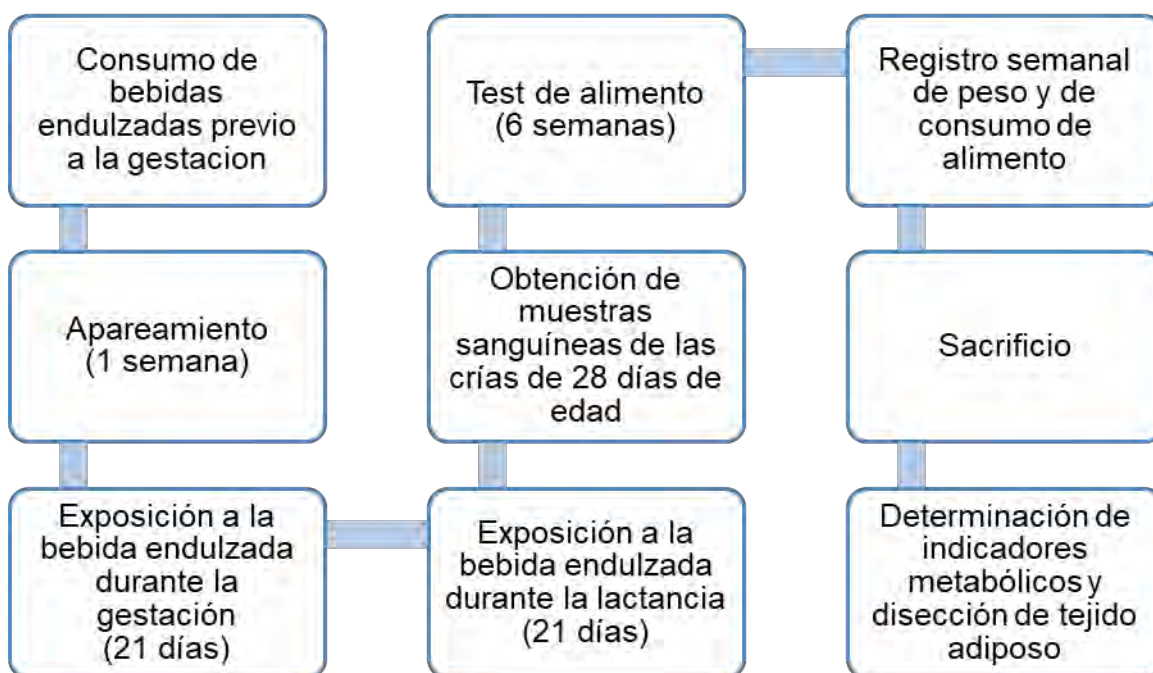 Consumo de
bebidas
endulzadas previo
a la gestacion
Apareamiento
(1 semana)
Exposición a la
bebida endulzada
durante la
gestación
(21 días)
Exposición a la
bebida endulzada
durante la lactancia
(21 días)
Obtención de
muestras
sanguíneas de las
crías de 28 días de
edad
Test de alimento
(6 semanas)
Registro semanal
de peso y de
consumo de
alimento
Sacrificio
Determinación de
indicadores
metabólicos y
disección de tejido
adiposo